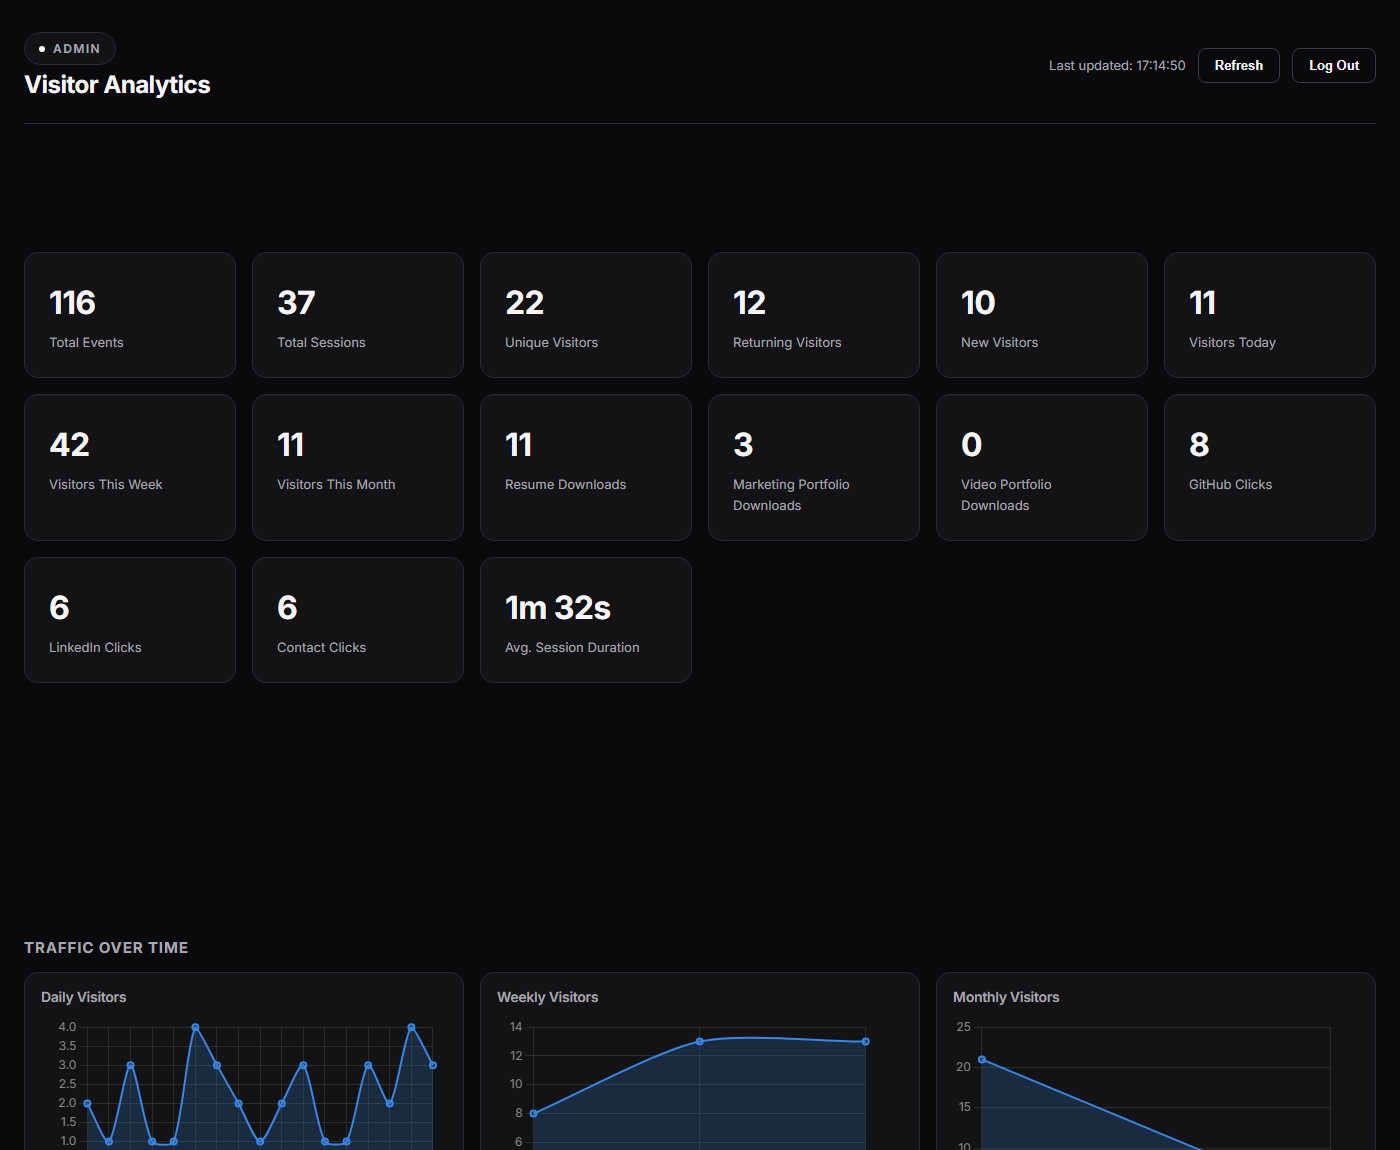 ADMIN
Visitor Analytics
Last updated: 17:14:50
Refresh
Log Out
116
Total Events
37
Total Sessions
22
Unique Visitors
12
Returning Visitors
10
New Visitors
11
Visitors Today
42
Visitors This Week
11
Visitors This Month
11
Resume Downloads
3
Marketing Portfolio
Downloads
0
Video Portfolio
Downloads
8
GitHub Clicks
6
LinkedIn Clicks
6
Contact Clicks
1m 32s
Avg. Session Duration
TRAFFIC OVER TIME
Daily Visitors
4.0
3.5
3.0
2.5
2.0
1.5
1.0
Weekly Visitors
14
12
10
8
6
Monthly Visitors
25
20
15
10